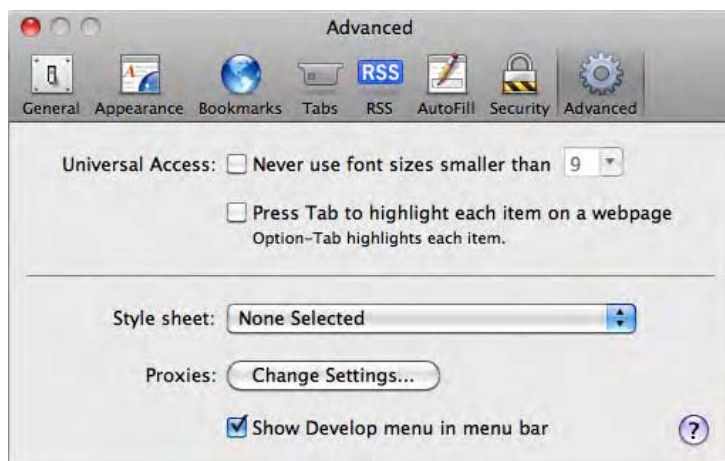 Advanced
RSS
General Appearance Bookmarks Tabs RSS AutoFill Security Advanced
Universal Access: Never use font sizes smaller than 9
Press Tab to highlight each item on a webpage
Option-Tab highlights each item.
Style sheet: None Selected
Proxies: Change Settings...
Show Develop menu in menu bar ?